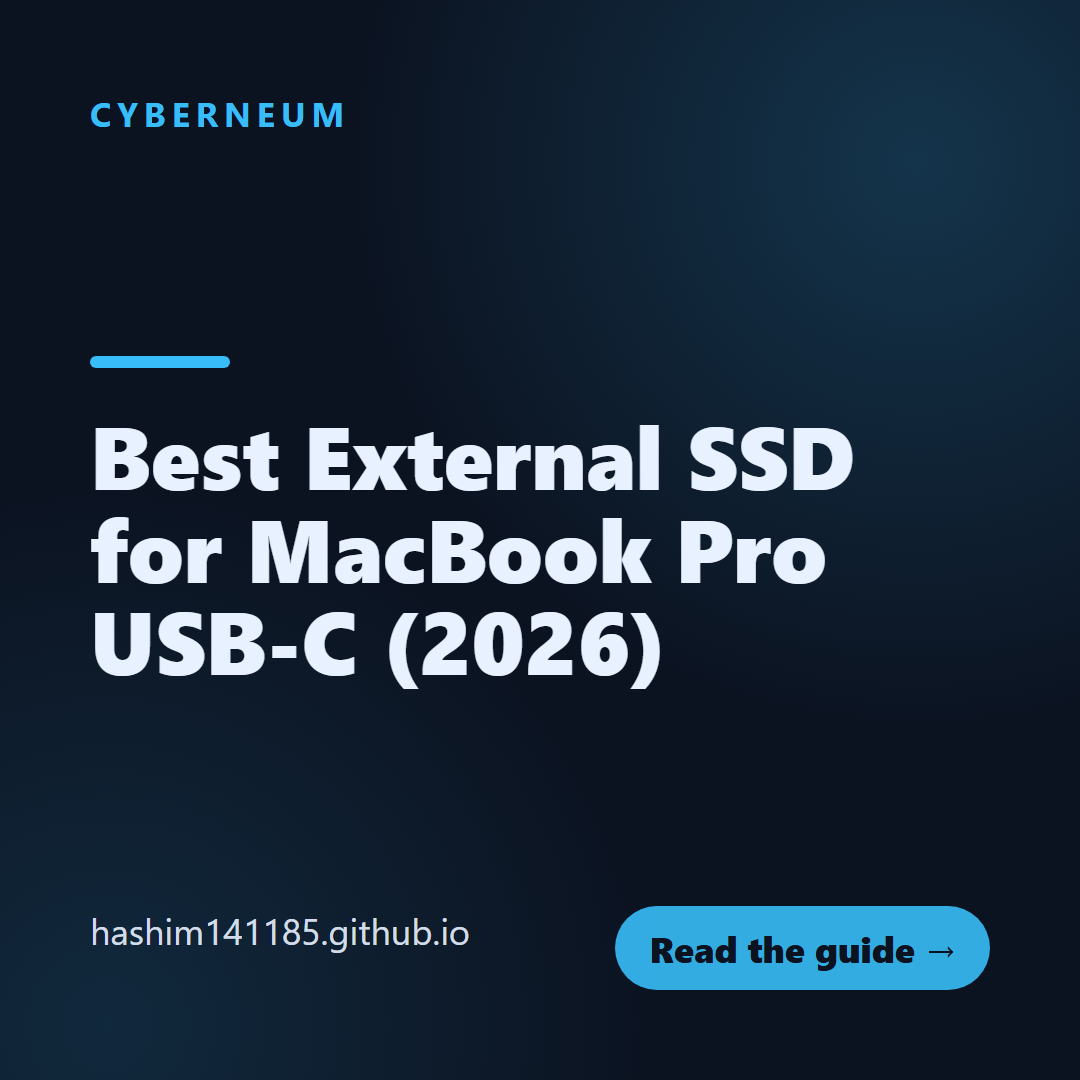 CYBERNEUM
Best External SSD
for MacBook Pro
USB-C (2026)
hashim141185.github.io
Read the guide →